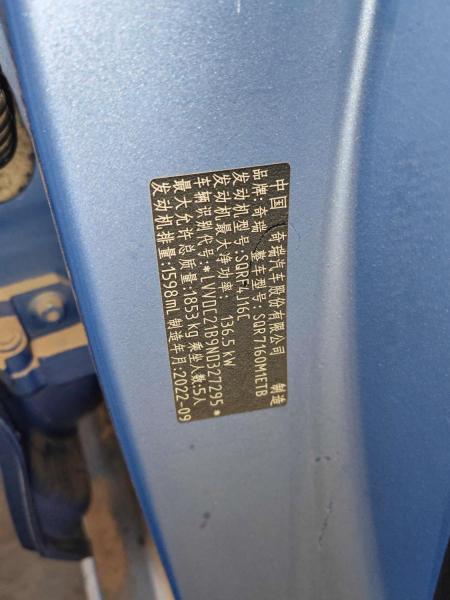 中国 奇瑞汽车股份有限公司 制造
品牌:奇瑞 整车型号:SQR7160M1ETB
发动机型号:SQRF4J16C
发动机最大净功率: 136.5 kW
车辆识别代号:*LVVDC21B9ND327295*
最大允许总质量:1853 kg 乘坐人数:5人
发动机排量:1598mL 制造年月:2022-09